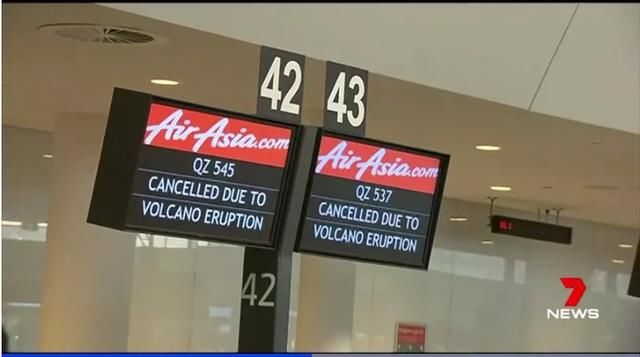 42
43
AirAsia.com
QZ 545
CANCELLED DUE TO
VOLCANO ERUPTION
AirAsia.com
QZ 537
CANCELLED DUE TO
VOLCANO ERUPTION
42
7
NEWS